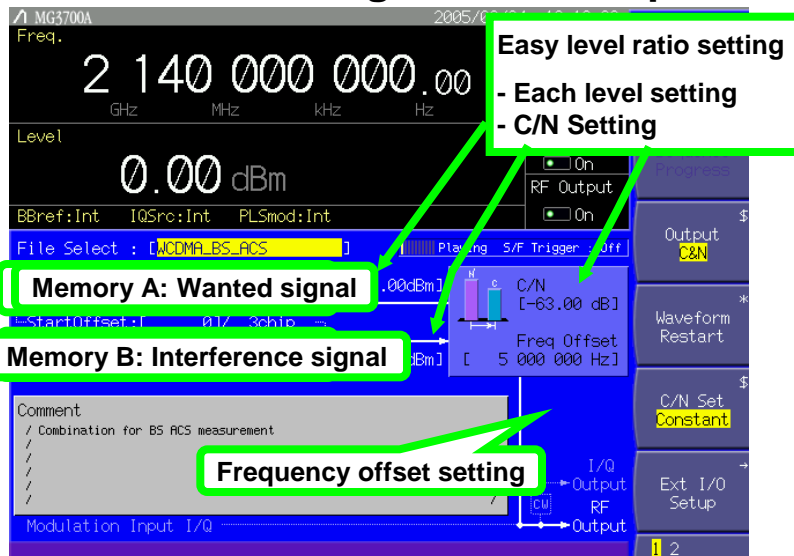 MG3700A
2005/
Freq.
2 140 000 000.00
GHz MHz kHz Hz
Easy level ratio setting
- Each level setting
- C/N Setting
Level
0.00 dBm
On
RF Output
On
Progress
BBref:Int IQSrc:Int PLSmod:Int
File Select : [WCDMA_BS_ACS ]
Playing S/F Trigger : Off
Output
C&N
$
Memory A: Wanted signal
.00dBm]
N
C
C/N
[-63.00 dB]
StartOffset:[ 0]/ 3chip
Waveform
Restart
*
Memory B: Interference signal
dBm]
Freq Offset
[ 5 000 000 Hz]
C/N Set
Constant
$
Comment
/ Combination for BS ACS measurement
/
/
/
/
/ /
Frequency offset setting
I/Q
Output
CW
RF
Output
Ext I/O
Setup
→
Modulation Input I/Q
1 2